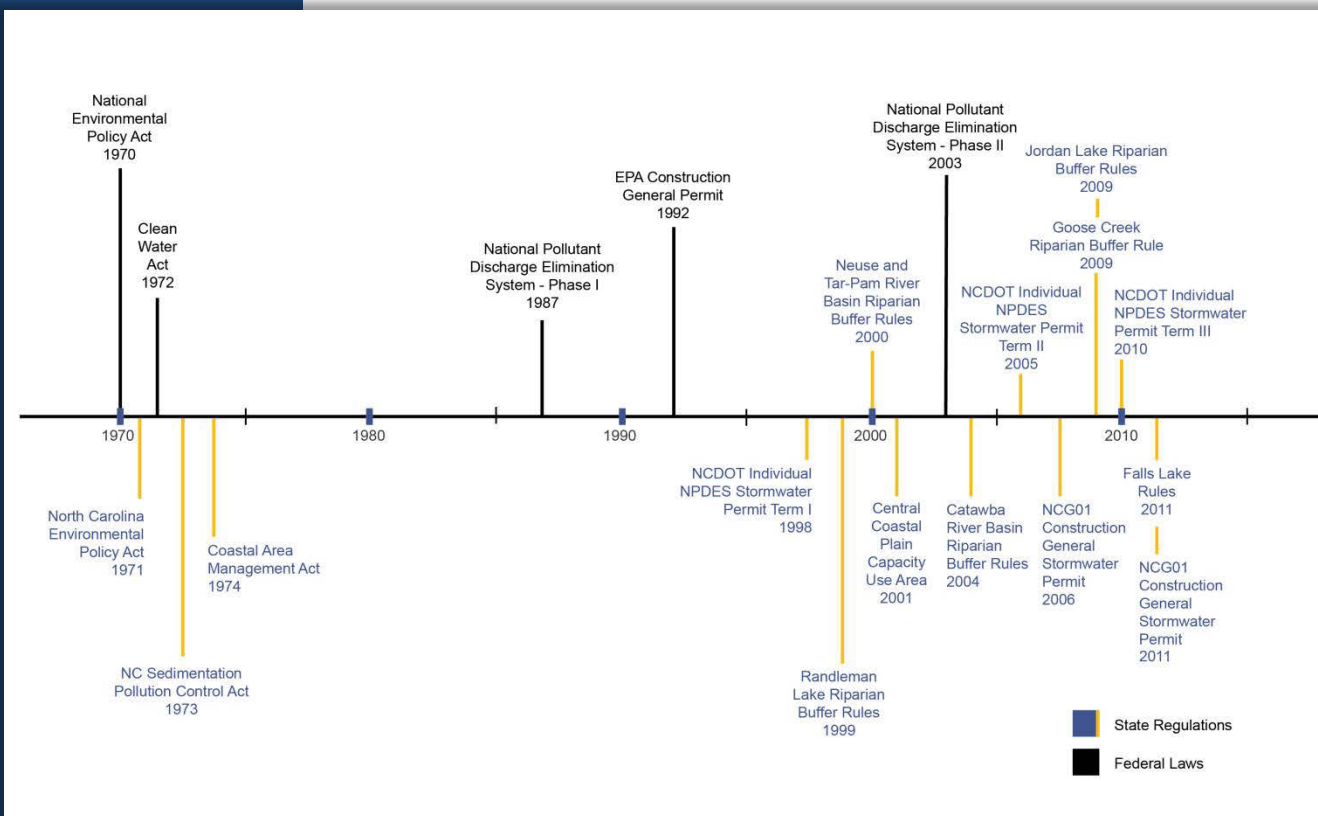 National
Environmental
Policy Act
1970
Clean
Water
Act
1972
National Pollutant
Discharge Elimination
System - Phase I
1987
EPA Construction
General Permit
1992
Neuse and
Tar-Pam River
Basin Riparian
Buffer Rules
2000
National Pollutant
Discharge Elimination
System - Phase II
2003
NCDOT Individual
NPDES
Stormwater Permit
Term II
2005
Jordan Lake Riparian
Buffer Rules
2009
Goose Creek
Riparian Buffer Rule
2009
NCDOT Individual
NPDES Stormwater
Permit Term III
2010
1970
1980
1990
2000
2010
North Carolina
Environmental
Policy Act
1971
NC Sedimentation
Pollution Control Act
1973
Coastal Area
Management Act
1974
NCDOT Individual
NPDES Stormwater
Permit Term I
1998
Randleman
Lake Riparian
Buffer Rules
1999
Central
Coastal
Plain
Capacity
Use Area
2001
Catawba
River Basin
Riparian
Buffer Rules
2004
NCG01
Construction
General
Stormwater
Permit
2006
Falls Lake
Rules
2011
NCG01
Construction
General
Stormwater
Permit
2011
State Regulations
Federal Laws